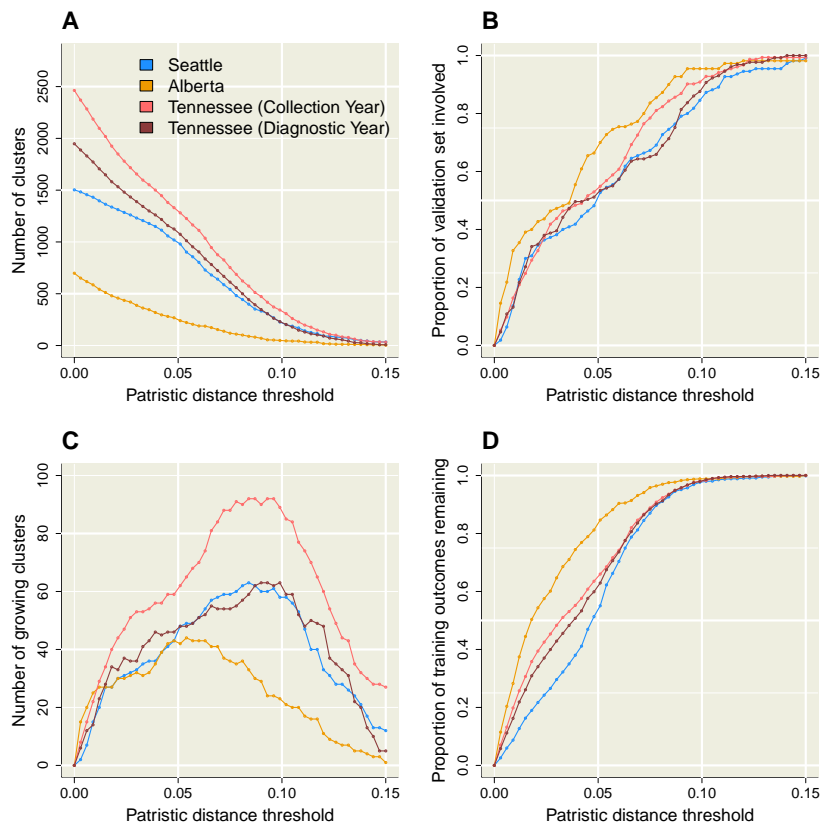 A
Seattle
Alberta
Tennessee (Collection Year)
Tennessee (Diagnostic Year)
Number of clusters
0
500
1000
1500
2000
2500
0.00
0.05
0.10
0.15
Patristic distance threshold
B
Proportion of validation set involved
0.0
0.2
0.4
0.6
0.8
1.0
0.00
0.05
0.10
0.15
Patristic distance threshold
C
Number of growing clusters
0
20
40
60
80
100
0.00
0.05
0.10
0.15
Patristic distance threshold
D
Proportion of training outcomes remaining
0.0
0.2
0.4
0.6
0.8
1.0
0.00
0.05
0.10
0.15
Patristic distance threshold